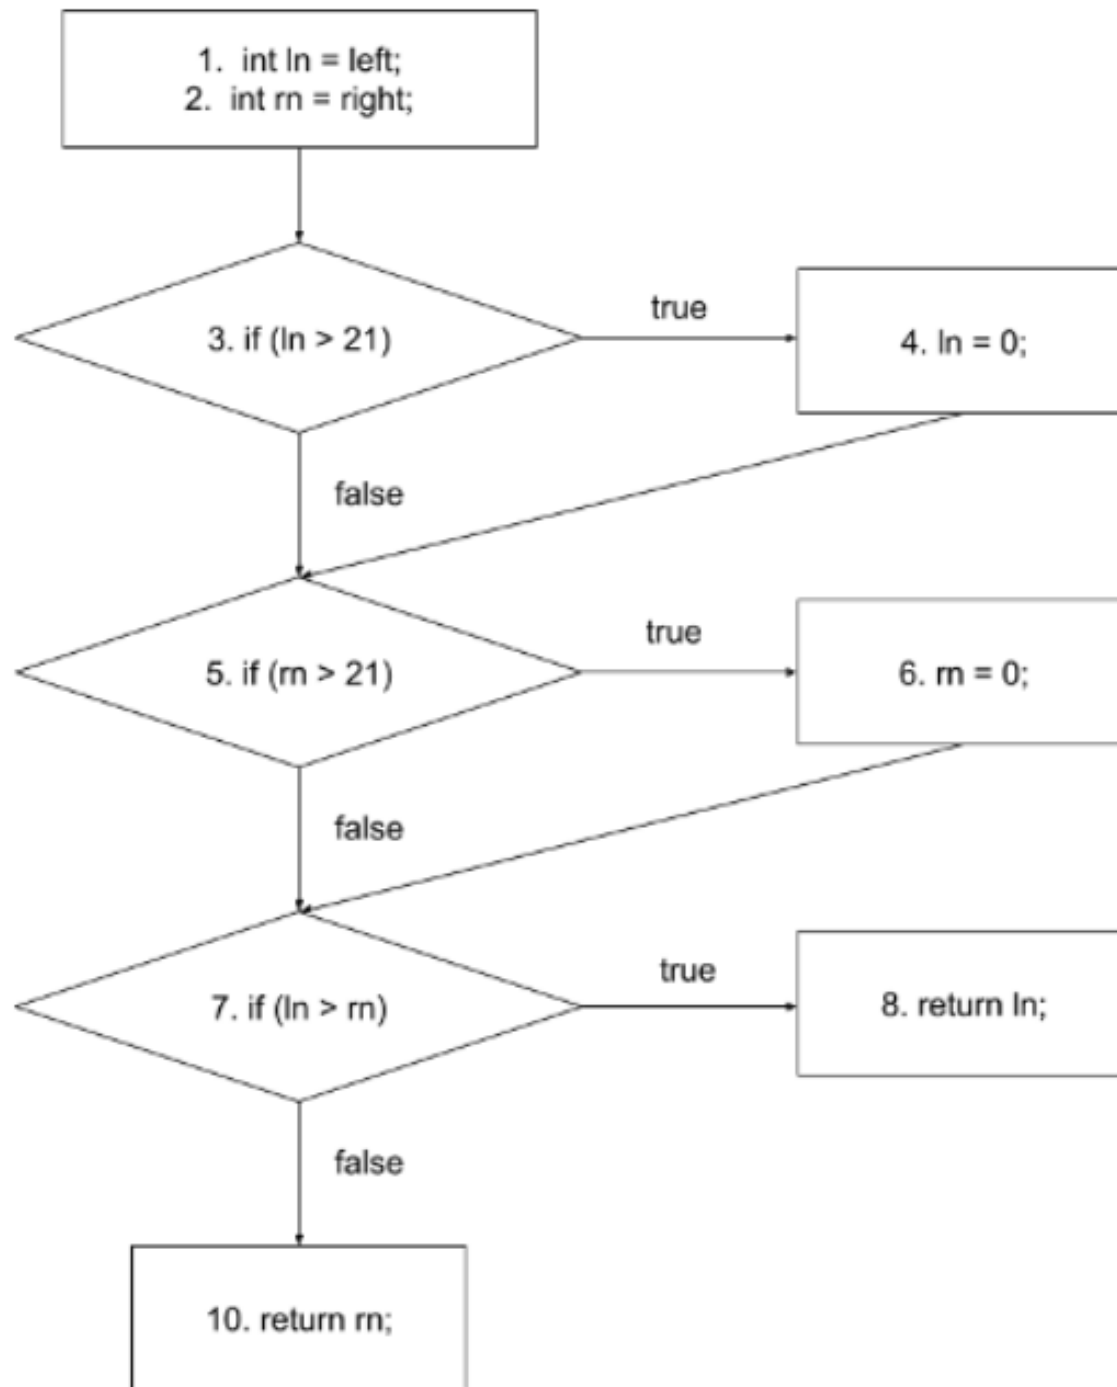 1. int ln = left;
2. int rn = right;
3. if (ln > 21)
true
4. ln = 0;
false
5. if (rn > 21)
true
6. rn = 0;
false
7. if (ln > rn)
true
8. return ln;
false
10. return rn;